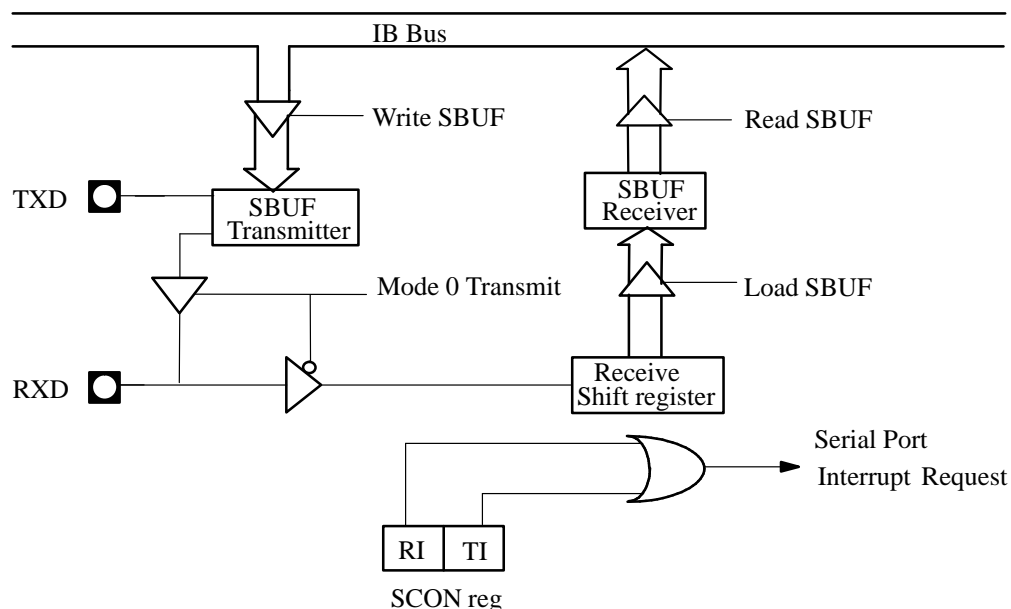 IB Bus
Write SBUF
Read SBUF
TXD
SBUF
Transmitter
SBUF
Receiver
Mode 0 Transmit
Load SBUF
RXD
Receive
Shift register
Serial Port
Interrupt Request
RI
TI
SCON reg